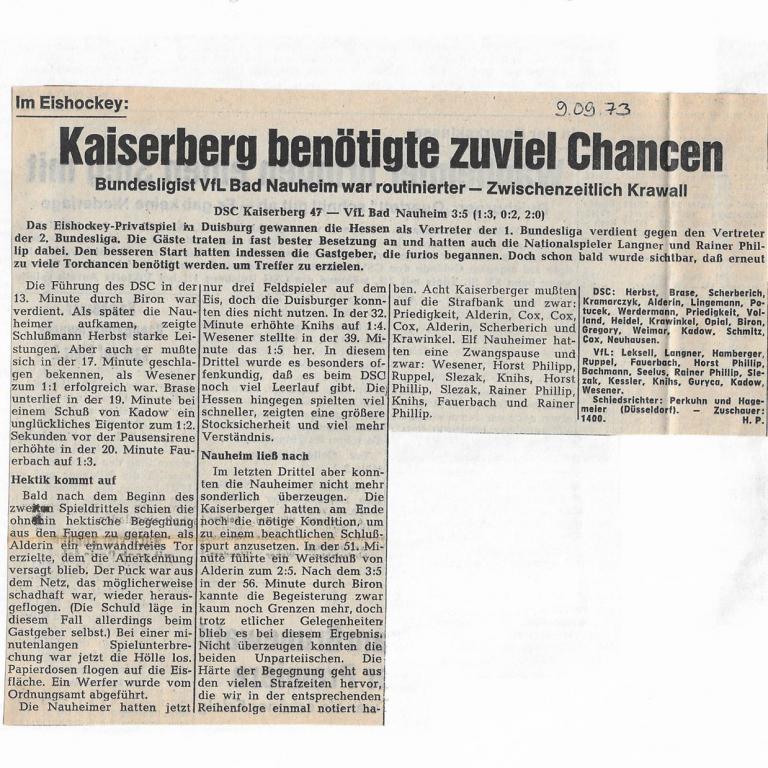 Im Eishockey:
9.09.73
Kaiserberg benötigte zuviel Chancen
Bundesligist VfL Bad Nauheim war routinierter — Zwischenzeitlich Krawall
DSC Kaiserberg 47 — VfL Bad Nauheim 3:5 (1:3, 0:2, 2:0)
Das Eishockey-Privatspiel in Duisburg gewannen die Hessen als Vertreter der 1. Bundesliga verdient gegen den Vertreter
der 2. Bundesliga. Die Gäste traten in fast bester Besetzung an und hatten auch die Nationalspieler Langner und Rainer Phil-
lip dabei. Den besseren Start hatten indessen die Gastgeber, die furios begannen. Doch schon bald wurde sichtbar, daß erneut
zu viele Torchancen benötigt werden. um Treffer zu erzielen.
Die Führung des DSC in der
13. Minute durch Biron war
verdient. Als später die Nau-
heimer aufkamen, zeigte
Schlußmann Herbst starke Lei-
stungen. Aber auch er mußte
sich in der 17. Minute geschla-
gen bekennen, als Wesener
zum 1:1 erfolgreich war. Brase
unterlief in der 19. Minute bei
einem Schuß von Kadow ein
unglückliches Eigentor zum 1:2.
Sekunden vor der Pausensirene
erhöhte in der 20. Minute Fau-
erbach auf 1:3.
Hektik kommt auf
Bald nach dem Beginn des
zweiten Spieldrittels schien die
ohnehin hektische Begegnung
aus den Fugen zu geraten, als
Alderin ein einwandfreies Tor
erzielte, dem die Anerkennung
versagt blieb. Der Puck war aus
dem Netz, das möglicherweise
schadhaft war, wieder heraus-
geflogen. (Die Schuld läge in
diesem Fall allerdings beim
Gastgeber selbst.) Bei einer mi-
nutenlangen Spielunterbre-
chung war jetzt die Hölle los.
Papierdosen flogen auf die Eis-
fläche. Ein Werfer wurde vom
Ordnungsamt abgeführt.
Die Nauheimer hatten jetzt
nur drei Feldspieler auf dem
Eis, doch die Duisburger konn-
ten dies nicht nutzen. In der 32.
Minute erhöhte Knihs auf 1:4.
Wesener stellte in der 39. Mi-
nute das 1:5 her. In diesem
Drittel wurde es besonders of-
fenkundig, daß es beim DSC
noch viel Leerlauf gibt. Die
Hessen hingegen spielten viel
schneller, zeigten eine größere
Stocksicherheit und viel mehr
Verständnis.
Nauheim ließ nach
Im letzten Drittel aber konn-
ten die Nauheimer nicht mehr
sonderlich überzeugen. Die
Kaiserberger hatten am Ende
noch die nötige Kondition, um
zu einem beachtlichen Schluß-
spurt anzusetzen. In der 51. Mi-
nute führte ein Weitschuß von
Alderin zum 2:5. Nach dem 3:5
in der 56. Minute durch Biron
kannte die Begeisterung zwar
kaum noch Grenzen mehr, doch
trotz etlicher Gelegenheiten
blieb es bei diesem Ergebnis.
Nicht überzeugen konnten die
beiden Unparteiischen. Die
Härte der Begegnung geht aus
den vielen Strafzeiten hervor,
die wir in der entsprechenden
Reihenfolge einmal notiert ha-
ben. Acht Kaiserberger mußten
auf die Strafbank und zwar:
Priedigkeit, Alderin, Cox, Cox,
Cox, Alderin, Scherberich und
Krawinkel. Elf Nauheimer hat-
ten eine Zwangspause und
zwar: Wesener, Horst Philipp,
Ruppel, Slezak, Knihs, Horst
Phillip, Slezak, Rainer Phillip,
Knihs, Fauerbach und Rainer
Phillip.
DSC: Herbst, Brase, Scherberich,
Kramarczyk, Alderin, Lingemann, Pa-
tucek, Werdermann, Priedigkeit, Vol-
land, Heidel, Krawinkel, Opial, Biron,
Gregory, Weimar, Kadow, Schmitz,
Cox, Neuhausen.
VfL: Leksell, Langner, Hamberger,
Ruppel, Fauerbach, Horst Phillip,
Bachmann, Seelus, Rainer Phillip, Sle-
zak, Kessler, Knihs, Guryca, Kadow,
Wesener.
Schiedsrichter: Perkuhn und Hage-
meier (Düsseldorf). — Zuschauer:
1400. H. P.